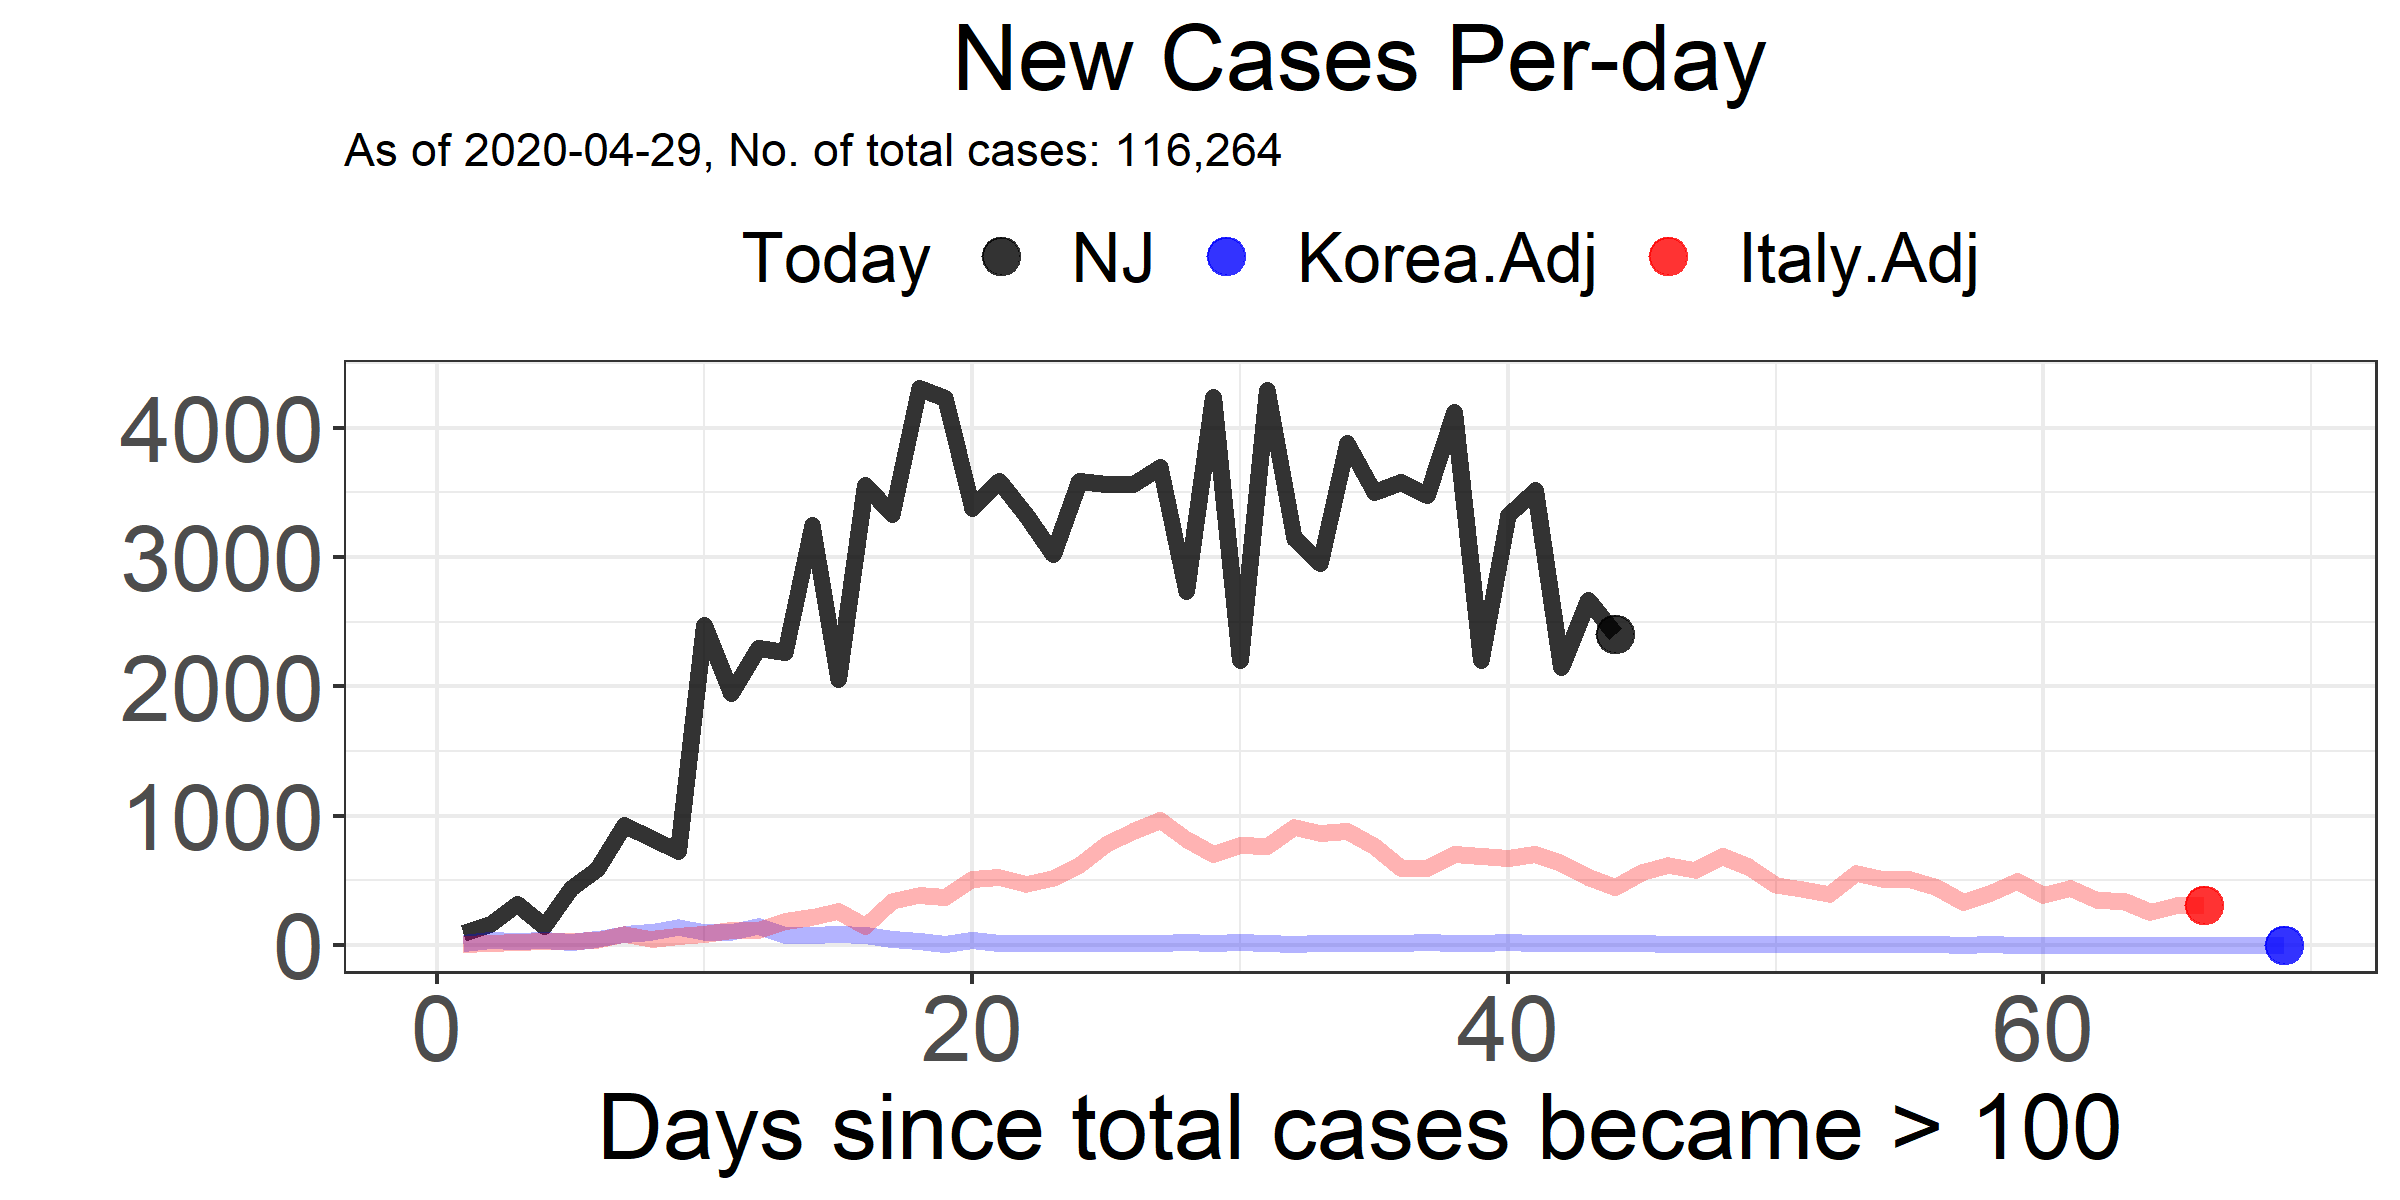 New Cases Per-day
As of 2020-04-29, No. of total cases: 116,264
Today NJ Korea.Adj Italy.Adj
4000
3000
2000
1000
0
0 20 40 60
Days since total cases became > 100